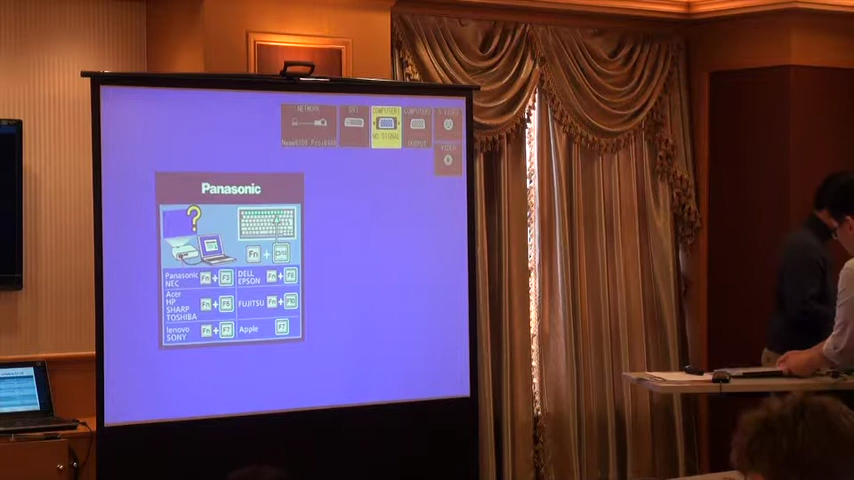 NETWORK
COMPUTER1
NO SIGNAL
COMPUTER2
OUTPUT
S-VIDEO
VIDEO
Panasonic
?
Fn +
Panasonic
NEC
Fn + F3
DELL
EPSON
Fn + F8
Acer
HP
SHARP
TOSHIBA
Fn + F5
FUJITSU
Fn + F10
lenovo
SONY
Fn + F7
Apple
F7